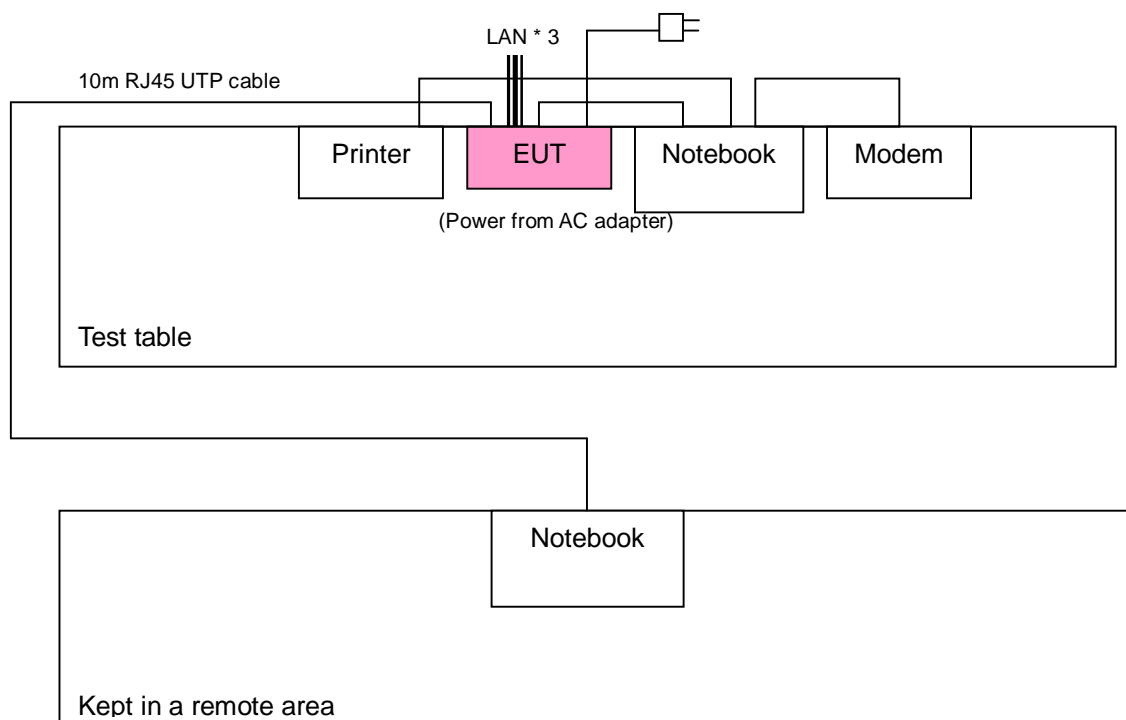 LAN * 3
10m RJ45 UTP cable
Printer
EUT
Notebook
Modem
(Power from AC adapter)
Test table
Notebook
Kept in a remote area